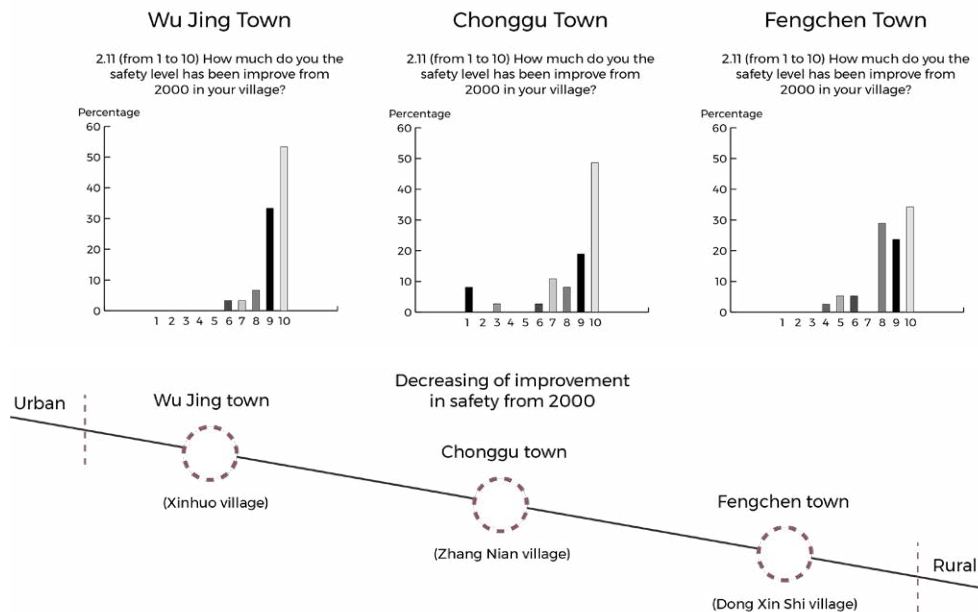 Wu Jing Town
2.11 (from 1 to 10) How much do you the
safety level has been improve from
2000 in your village?
Percentage
60
50
40
30
20
10
0
1 2 3 4 5 6 7 8 9 10
Chonggu Town
2.11 (from 1 to 10) How much do you the
safety level has been improve from
2000 in your village?
Percentage
60
50
40
30
20
10
0
1 2 3 4 5 6 7 8 9 10
Fengchen Town
2.11 (from 1 to 10) How much do you the
safety level has been improve from
2000 in your village?
Percentage
60
50
40
30
20
10
0
1 2 3 4 5 6 7 8 9 10
Decreasing of improvement
in safety from 2000
Urban
Wu Jing town
(Xinhuo village)
Chonggu town
(Zhang Nian village)
Fengchen town
(Dong Xin Shi village)
Rural